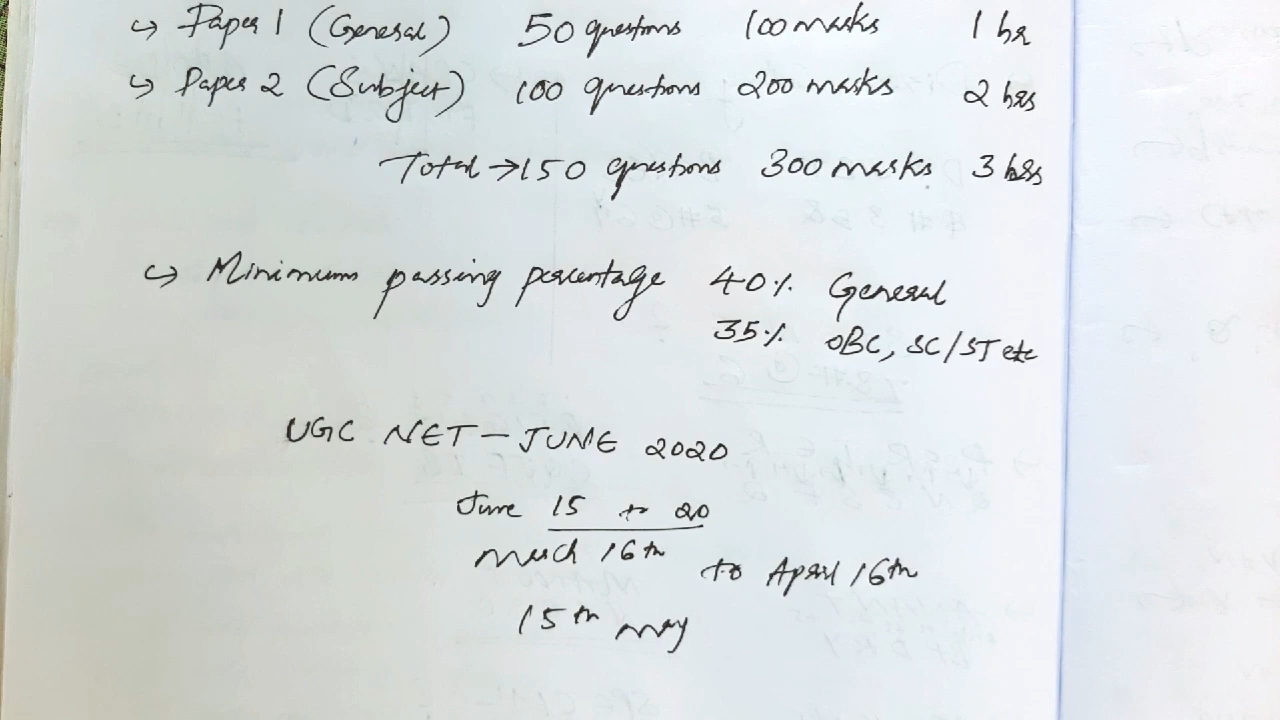 ↪ Paper 1 (General) 50 questions 100 marks 1 hr
↪ Paper 2 (Subject) 100 questions 200 marks 2 hrs
Total → 150 questions 300 marks 3 hrs
↪ Minimum passing percentage 40% General
35% OBC, SC/ST etc
UGC NET - JUNE 2020
June 15 to 20
March 16th to April 16th
15th may